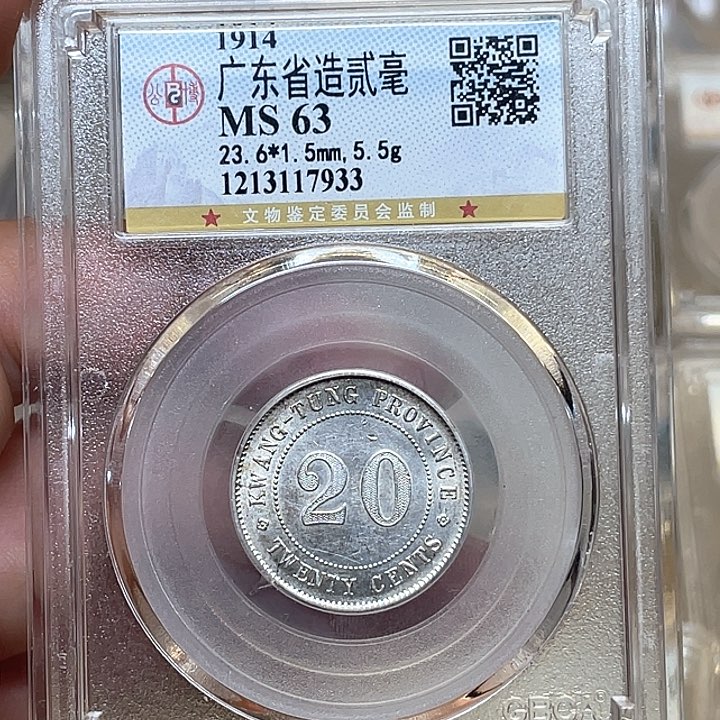 1914
广东省造贰毫
MS 63
23.6*1.5mm,5.5g
1213117933
★ 文物鉴定委员会监制 ★
KWANG-TUNG PROVINCE
20
TWENTY CENTS